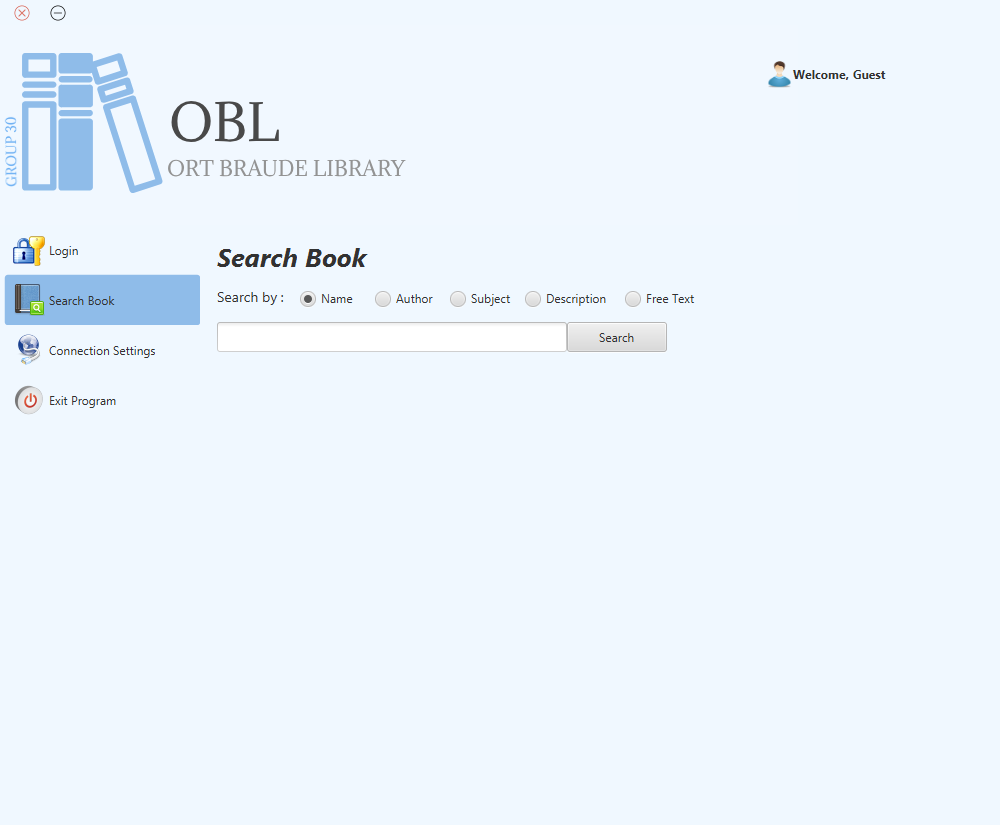 Welcome, Guest
GROUP 30
OBL
ORT BRAUDE LIBRARY
Login
Search Book
Connection Settings
Exit Program
Search Book
Search by : Name Author Subject Description Free Text
Search